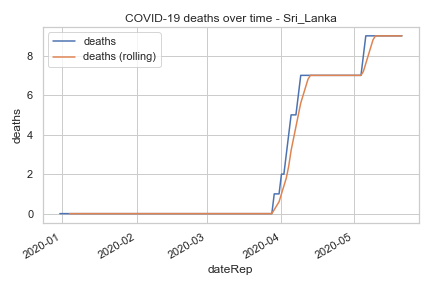 COVID-19 deaths over time - Sri_Lanka
deaths
deaths (rolling)
deaths
8
6
4
2
0
2020-01
2020-02
2020-03
2020-04
2020-05
dateRep